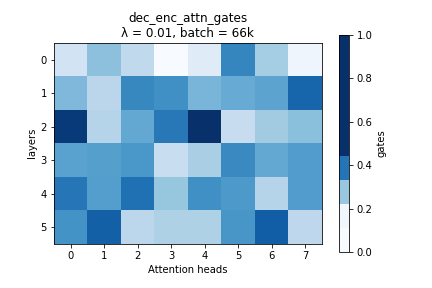 dec_enc_attn_gates
λ = 0.01, batch = 66k
layers
0
1
2
3
4
5
0 1 2 3 4 5 6 7
Attention heads
1.0
0.8
0.6
0.4
0.2
0.0
gates